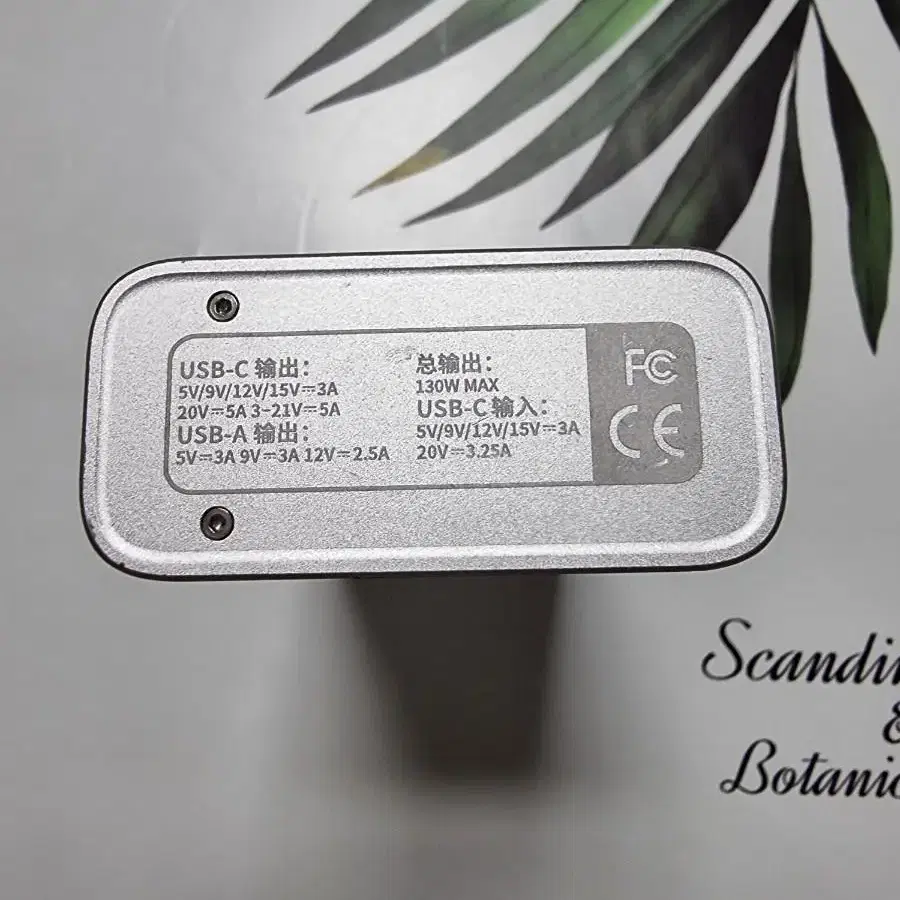 USB-C 输出：
5V/9V/12V/15V⎓3A
20V⎓5A 3-21V⎓5A
USB-A 输出：
5V⎓3A 9V⎓3A 12V⎓2.5A
总输出：
130W MAX
USB-C 输入：
5V/9V/12V/15V⎓3A
20V⎓3.25A
FC
CE
Scandin
&
Botanic